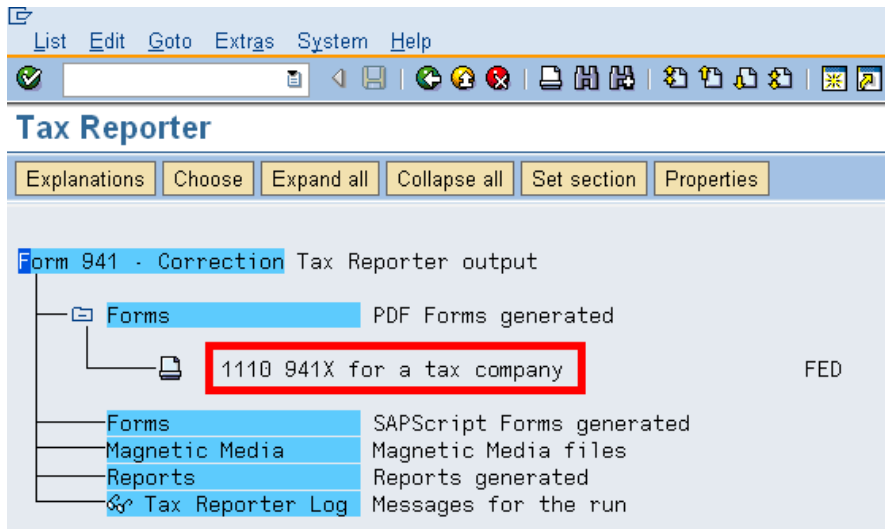 List Edit Goto Extras System Help
Tax Reporter
Explanations Choose Expand all Collapse all Set section Properties
Form 941 - Correction Tax Reporter output
Forms PDF Forms generated
1110 941X for a tax company FED
Forms SAPScript Forms generated
Magnetic Media Magnetic Media files
Reports Reports generated
Tax Reporter Log Messages for the run